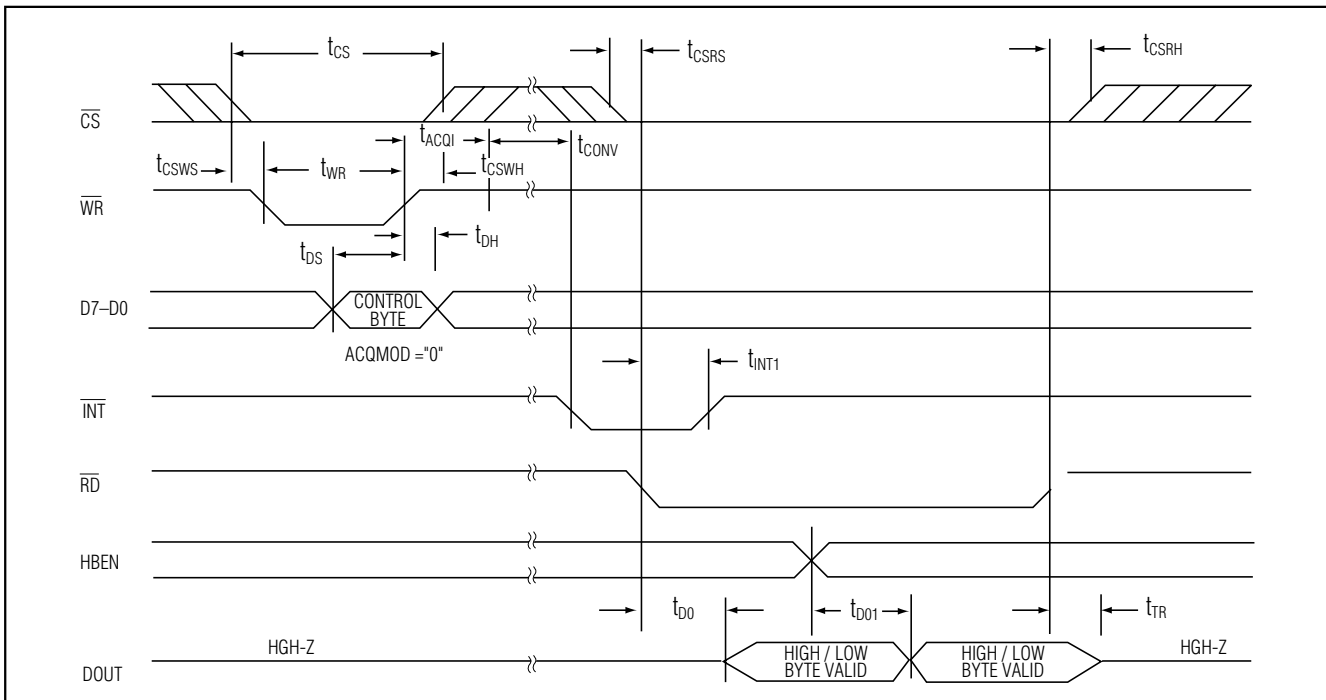 tCS
tCSRS
tCSRH
CS
tACQI
tCONV
tCSWS
tWR
tCSWH
WR
tDH
tDS
D7–D0
CONTROL
BYTE
ACQMOD ="0"
tINT1
INT
RD
HBEN
tD0
tD01
tTR
HGH-Z
HIGH / LOW
BYTE VALID
HIGH / LOW
BYTE VALID
HGH-Z
DOUT